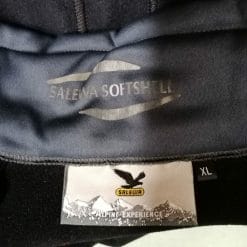 SALEWA SOFTSHELL
SALEWA
ALPINE EXPERIENCE
XL